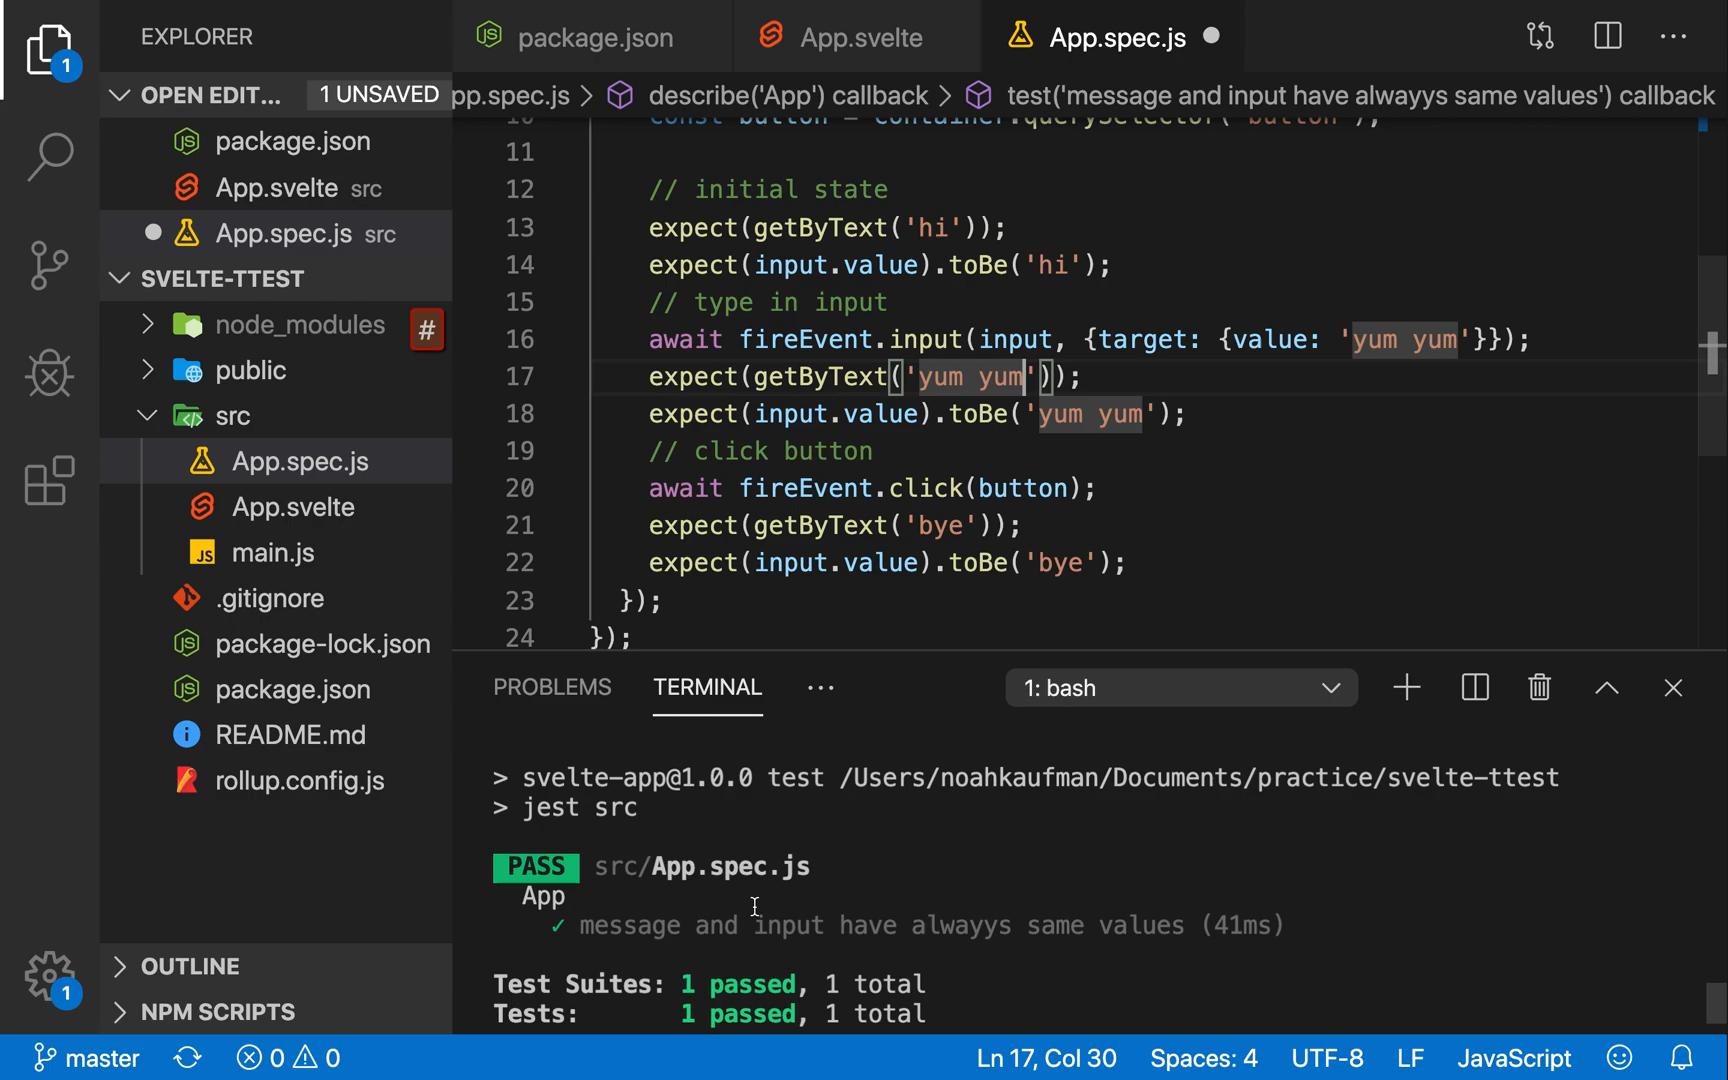 EXPLORER
package.json
App.svelte
App.spec.js
1
OPEN EDIT...
1 UNSAVED
pp.spec.js > describe('App') callback > test('message and input have alwayys same values') callback
package.json
App.svelte src
App.spec.js src
SVELTE-TTEST
node_modules
#
public
src
App.spec.js
App.svelte
main.js
.gitignore
package-lock.json
package.json
README.md
rollup.config.js
OUTLINE
NPM SCRIPTS
1
10 const button = container.querySelector('button');
11
12 // initial state
13 expect(getByText('hi'));
14 expect(input.value).toBe('hi');
15 // type in input
16 await fireEvent.input(input, {target: {value: 'yum yum'}});
17 expect(getByText('yum yum'));
18 expect(input.value).toBe('yum yum');
19 // click button
20 await fireEvent.click(button);
21 expect(getByText('bye'));
22 expect(input.value).toBe('bye');
23 });
24 });
PROBLEMS
TERMINAL
...
1: bash
> svelte-app@1.0.0 test /Users/noahkaufman/Documents/practice/svelte-ttest
> jest src
PASS src/App.spec.js
App
✓ message and input have alwayys same values (41ms)
Test Suites: 1 passed, 1 total
Tests: 1 passed, 1 total
master
0
0
Ln 17, Col 30
Spaces: 4
UTF-8
LF
JavaScript